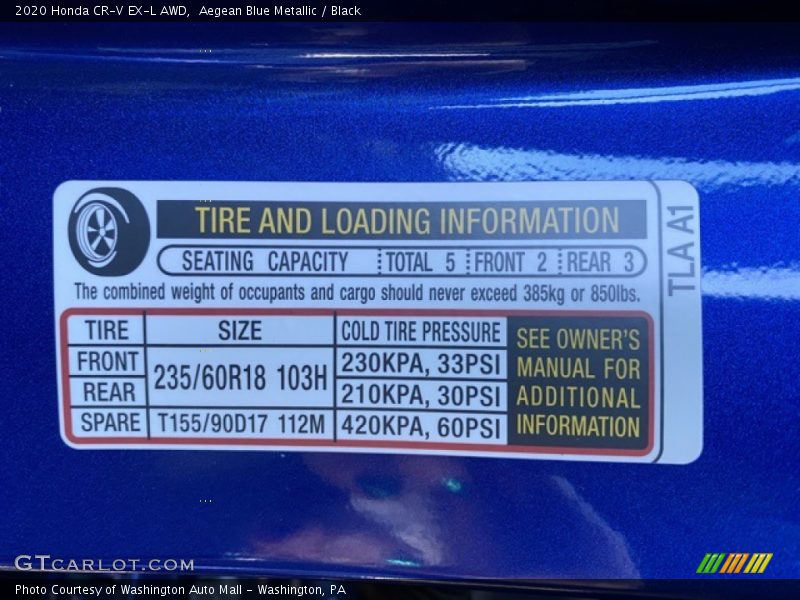 2020 Honda CR-V EX-L AWD,  Aegean Blue Metallic / Black
TIRE AND LOADING INFORMATION
SEATING CAPACITY TOTAL 5 FRONT 2 REAR 3
The combined weight of occupants and cargo should never exceed 385kg or 850lbs.
TLA A1
TIRE SIZE COLD TIRE PRESSURE
FRONT 235/60R18 103H 230KPA, 33PSI
REAR 210KPA, 30PSI
SPARE T155/90D17 112M 420KPA, 60PSI
SEE OWNER'S
MANUAL FOR
ADDITIONAL
INFORMATION
GTCARLOT.COM
Photo Courtesy of Washington Auto Mall - Washington, PA